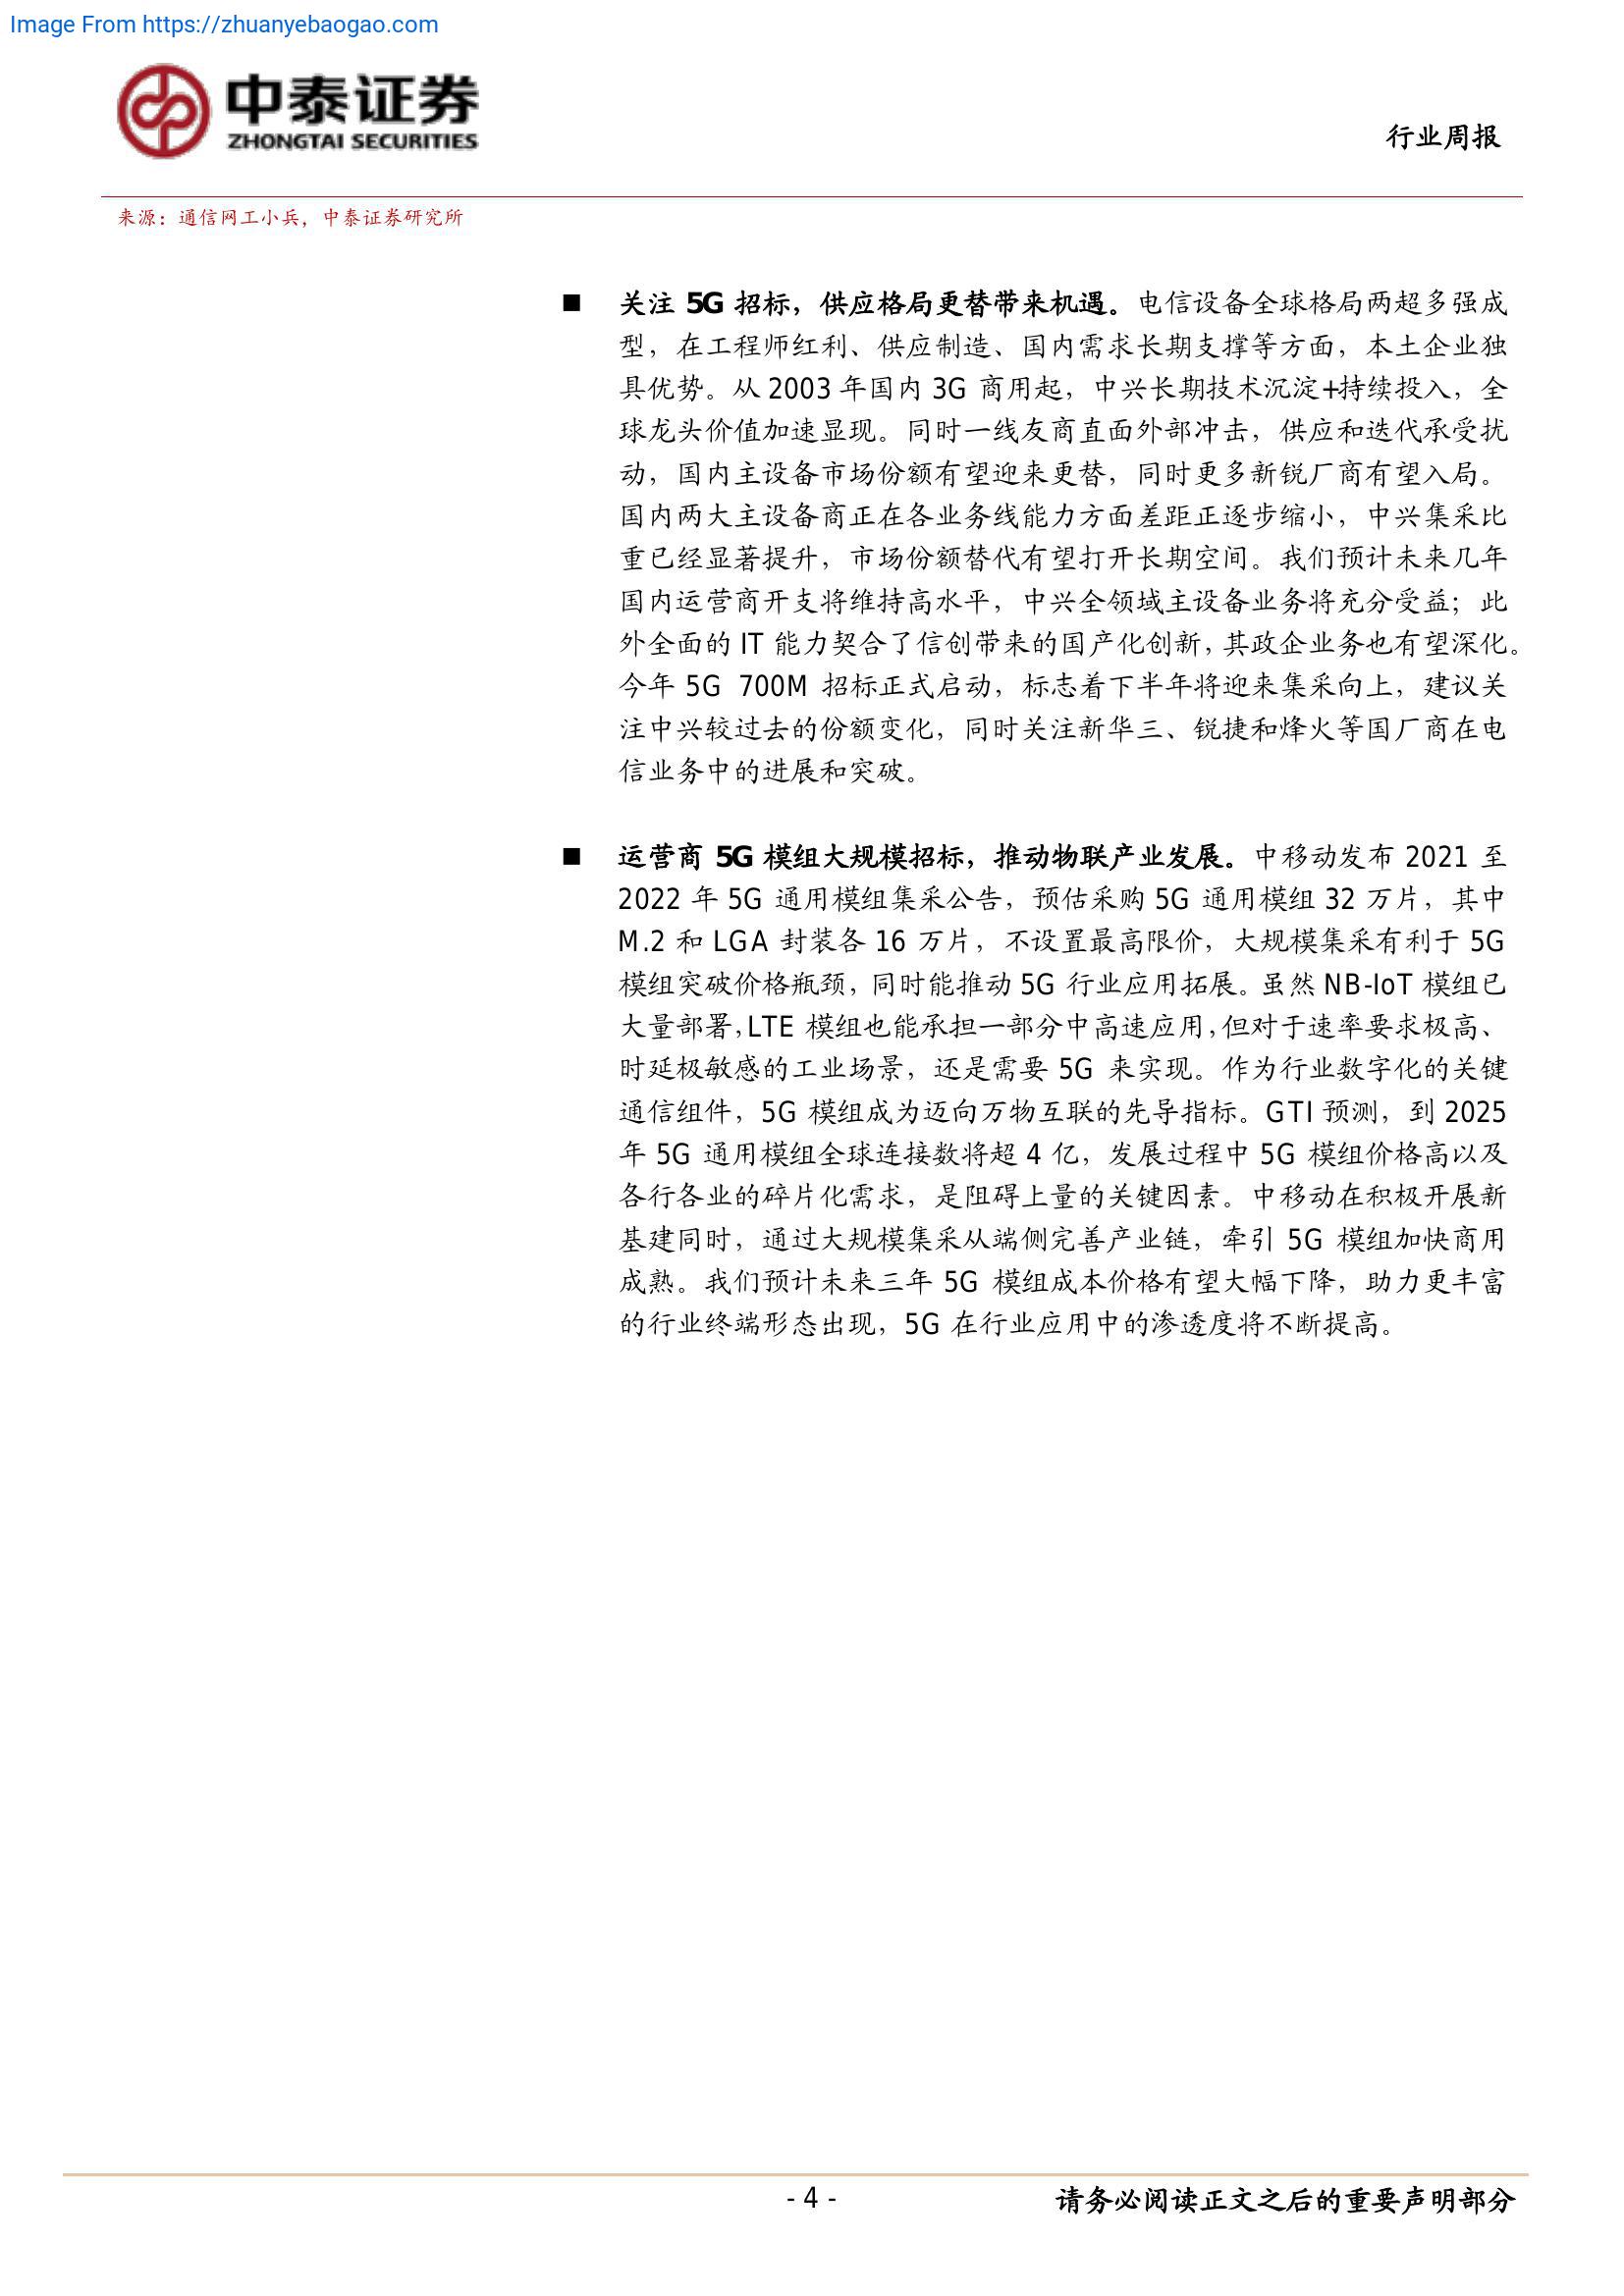 Image From https://zhuanyebaogao.com
中泰证券
ZHONGTAI SECURITIES
行业周报
来源：通信网工小兵，中泰证券研究所
■ 关注 5G 招标，供应格局更替带来机遇。电信设备全球格局两超多强成
型，在工程师红利、供应制造、国内需求长期支撑等方面，本土企业独
具优势。从 2003 年国内 3G 商用起，中兴长期技术沉淀+持续投入，全
球龙头价值加速显现。同时一线友商直面外部冲击，供应和迭代承受扰
动，国内主设备市场份额有望迎来更替，同时更多新锐厂商有望入局。
国内两大主设备商正在各业务线能力方面差距正逐步缩小，中兴集采比
重已经显著提升，市场份额替代有望打开长期空间。我们预计未来几年
国内运营商开支将维持高水平，中兴全领域主设备业务将充分受益；此
外全面的 IT 能力契合了信创带来的国产化创新，其政企业务也有望深化。
今年 5G 700M 招标正式启动，标志着下半年将迎来集采向上，建议关
注中兴较过去的份额变化，同时关注新华三、锐捷和烽火等国厂商在电
信业务中的进展和突破。
■ 运营商 5G 模组大规模招标，推动物联产业发展。中移动发布 2021 至
2022 年 5G 通用模组集采公告，预估采购 5G 通用模组 32 万片，其中
M.2 和 LGA 封装各 16 万片，不设置最高限价，大规模集采有利于 5G
模组突破价格瓶颈，同时能推动 5G 行业应用拓展。虽然 NB-IoT 模组已
大量部署，LTE 模组也能承担一部分中高速应用，但对于速率要求极高、
时延极敏感的工业场景，还是需要 5G 来实现。作为行业数字化的关键
通信组件，5G 模组成为迈向万物互联的先导指标。GTI 预测，到 2025
年 5G 通用模组全球连接数将超 4 亿，发展过程中 5G 模组价格高以及
各行各业的碎片化需求，是阻碍上量的关键因素。中移动在积极开展新
基建同时，通过大规模集采从端侧完善产业链，牵引 5G 模组加快商用
成熟。我们预计未来三年 5G 模组成本价格有望大幅下降，助力更丰富
的行业终端形态出现，5G 在行业应用中的渗透度将不断提高。
- 4 -
请务必阅读正文之后的重要声明部分